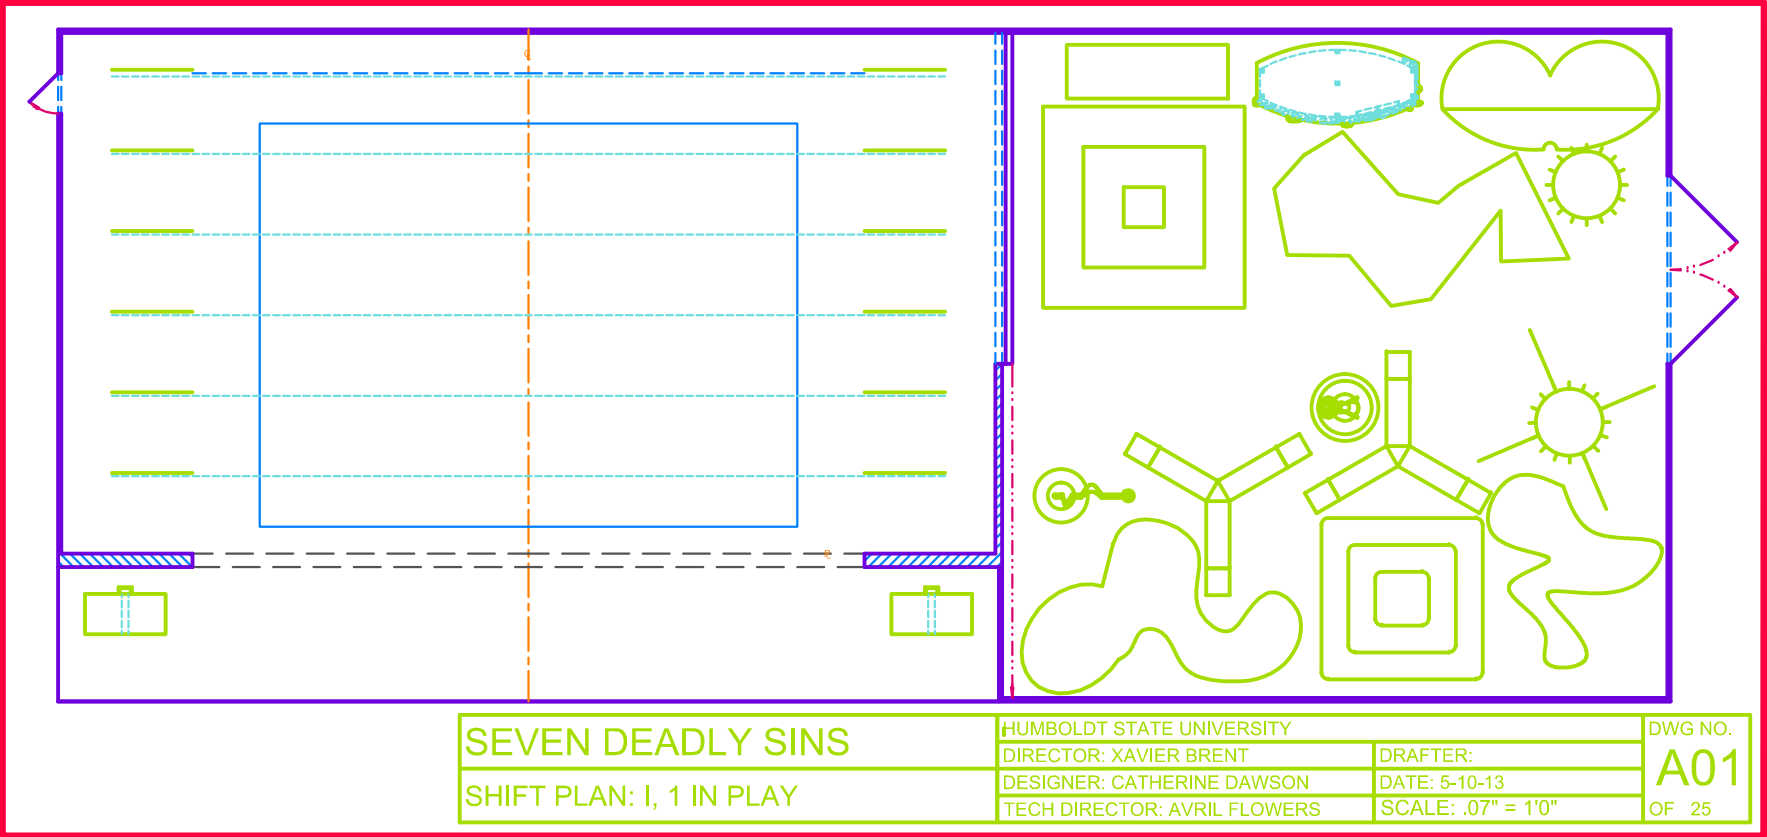 SEVEN DEADLY SINS
SHIFT PLAN: I, 1 IN PLAY
HUMBOLDT STATE UNIVERSITY
DIRECTOR: XAVIER BRENT
DRAFTER:
DESIGNER: CATHERINE DAWSON
DATE: 5-10-13
TECH DIRECTOR: AVRIL FLOWERS
SCALE: .07" = 1'0"
DWG NO.
A01
OF 25